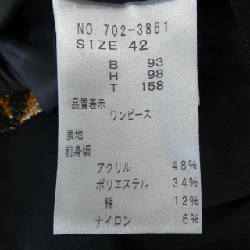 NO. 702-3861
SIZE 42
B 93
H 98
T 158
品質表示
ワンピース
表地
前身頃
アクリル 48%
ポリエステル 34%
綿 12%
ナイロン 6%